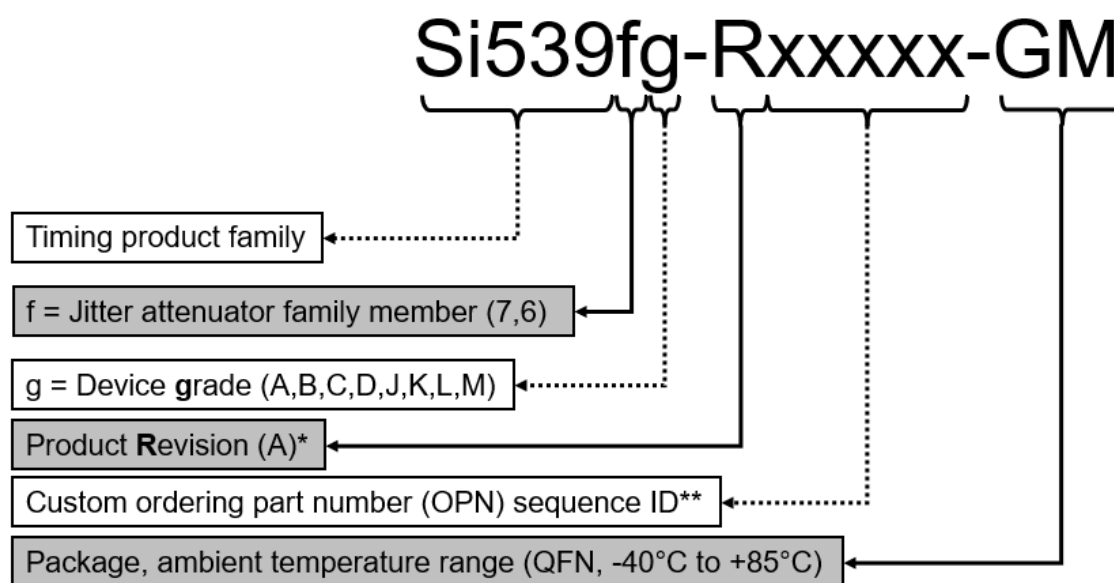 Si539fg-Rxxxxx-GM
Timing product family
f = Jitter attenuator family member (7,6)
g = Device grade (A,B,C,D,J,K,L,M)
Product Revision (A)*
Custom ordering part number (OPN) sequence ID**
Package, ambient temperature range (QFN, -40°C to +85°C)